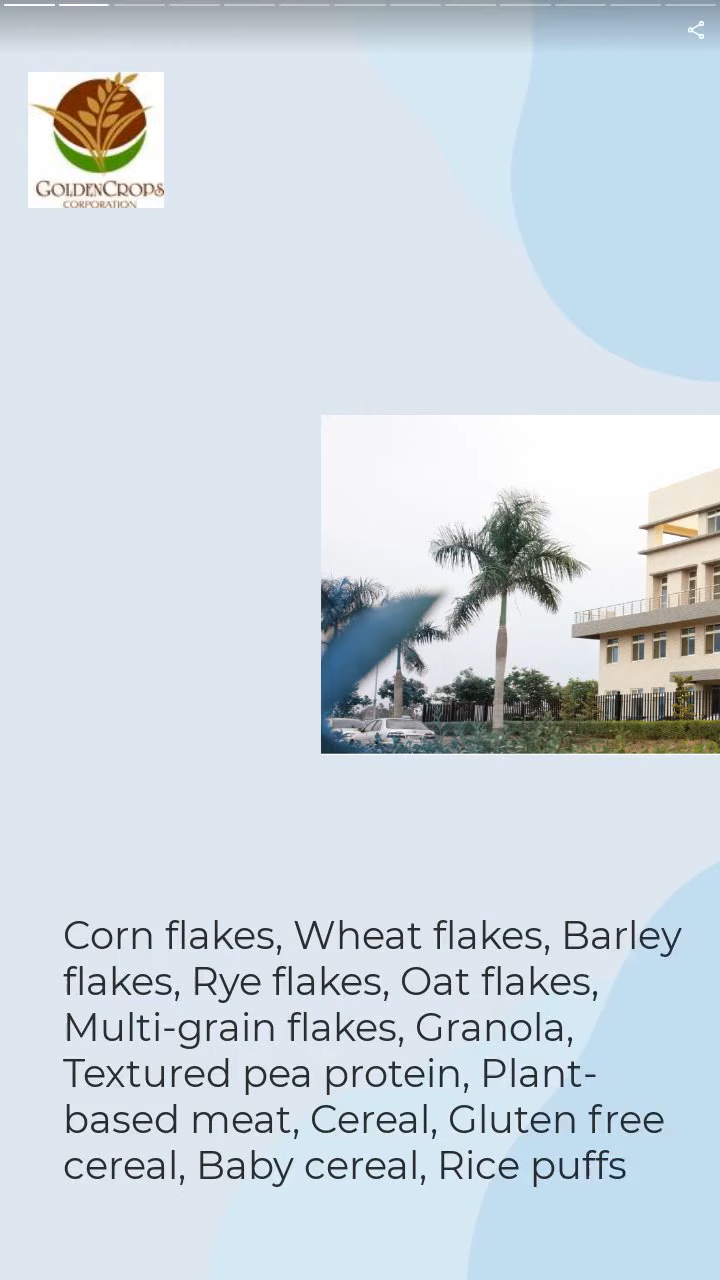 GOLDENCROPS
CORPORATION
Corn flakes, Wheat flakes, Barley
flakes, Rye flakes, Oat flakes,
Multi-grain flakes, Granola,
Textured pea protein, Plant-
based meat, Cereal, Gluten free
cereal, Baby cereal, Rice puffs